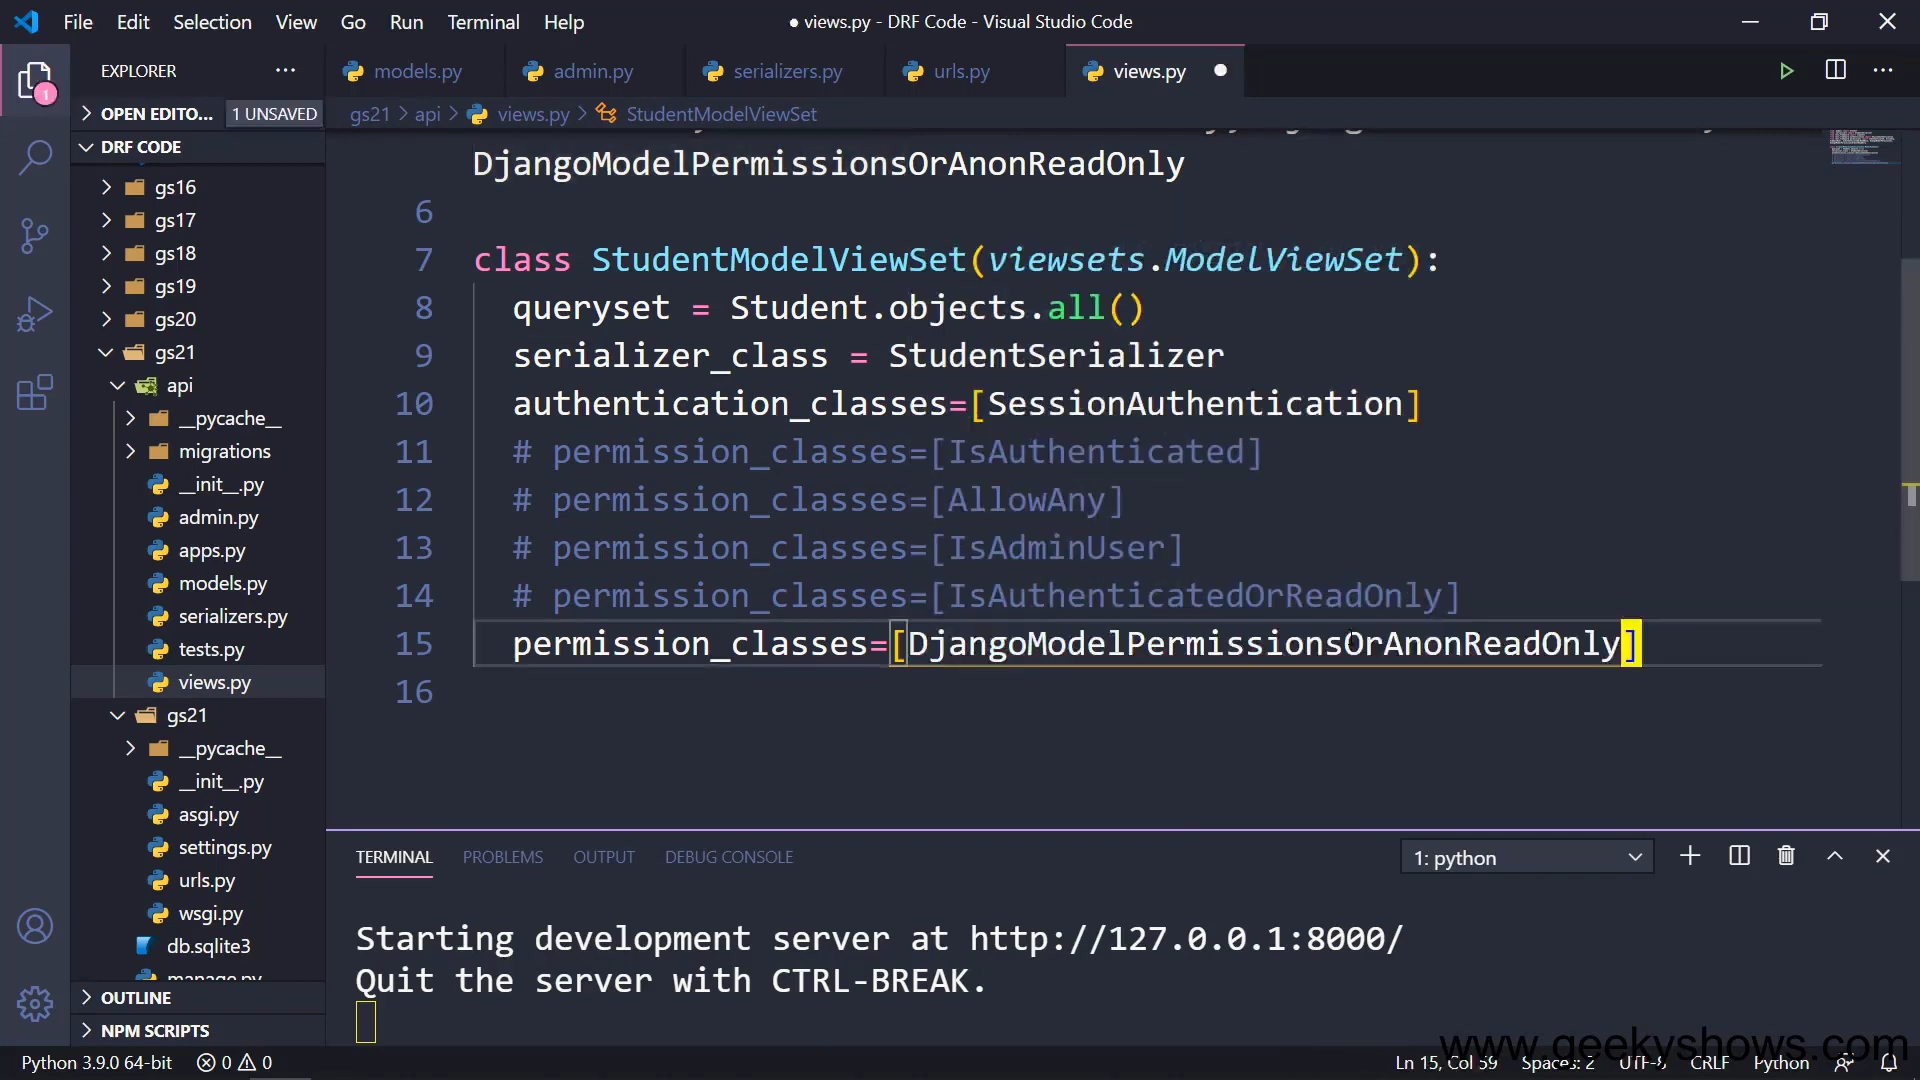 File Edit Selection View Go Run Terminal Help
● views.py - DRF Code - Visual Studio Code
EXPLORER
models.py
admin.py
serializers.py
urls.py
views.py
1
OPEN EDITO... 1 UNSAVED
gs21 > api > views.py > StudentModelViewSet
DRF CODE
gs16
gs17
gs18
gs19
gs20
gs21
api
__pycache__
migrations
__init__.py
admin.py
apps.py
models.py
serializers.py
tests.py
views.py
gs21
__pycache__
__init__.py
asgi.py
settings.py
urls.py
wsgi.py
db.sqlite3
manage.py
OUTLINE
NPM SCRIPTS
DjangoModelPermissionsOrAnonReadOnly
6
7 class StudentModelViewSet(viewsets.ModelViewSet):
8 queryset = Student.objects.all()
9 serializer_class = StudentSerializer
10 authentication_classes=[SessionAuthentication]
11 # permission_classes=[IsAuthenticated]
12 # permission_classes=[AllowAny]
13 # permission_classes=[IsAdminUser]
14 # permission_classes=[IsAuthenticatedOrReadOnly]
15 permission_classes=[DjangoModelPermissionsOrAnonReadOnly]
16
TERMINAL PROBLEMS OUTPUT DEBUG CONSOLE
1: python
Starting development server at http://127.0.0.1:8000/
Quit the server with CTRL-BREAK.
www.geekyshows.com
Python 3.9.0 64-bit 0 0
Ln 15, Col 59 Spaces: 2 UTF-8 CRLF Python